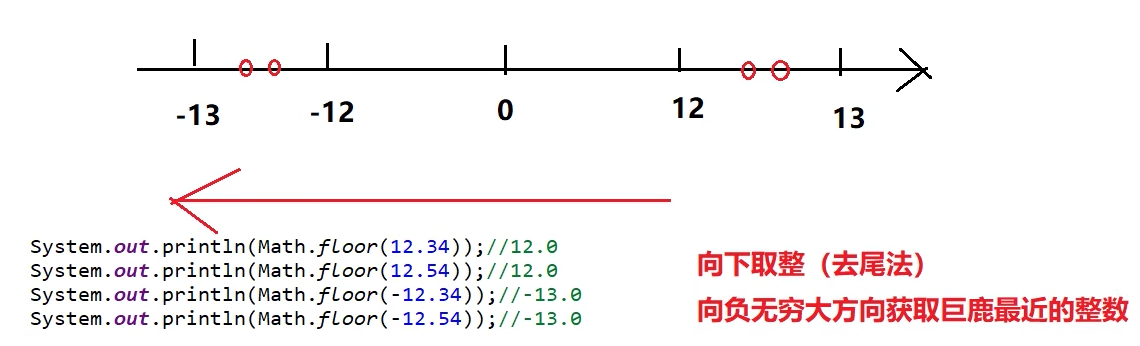 -13 -12 0 12 13
System.out.println(Math.floor(12.34));//12.0
System.out.println(Math.floor(12.54));//12.0
System.out.println(Math.floor(-12.34));//-13.0
System.out.println(Math.floor(-12.54));//-13.0
向下取整（去尾法）
向负无穷大方向获取巨鹿最近的整数